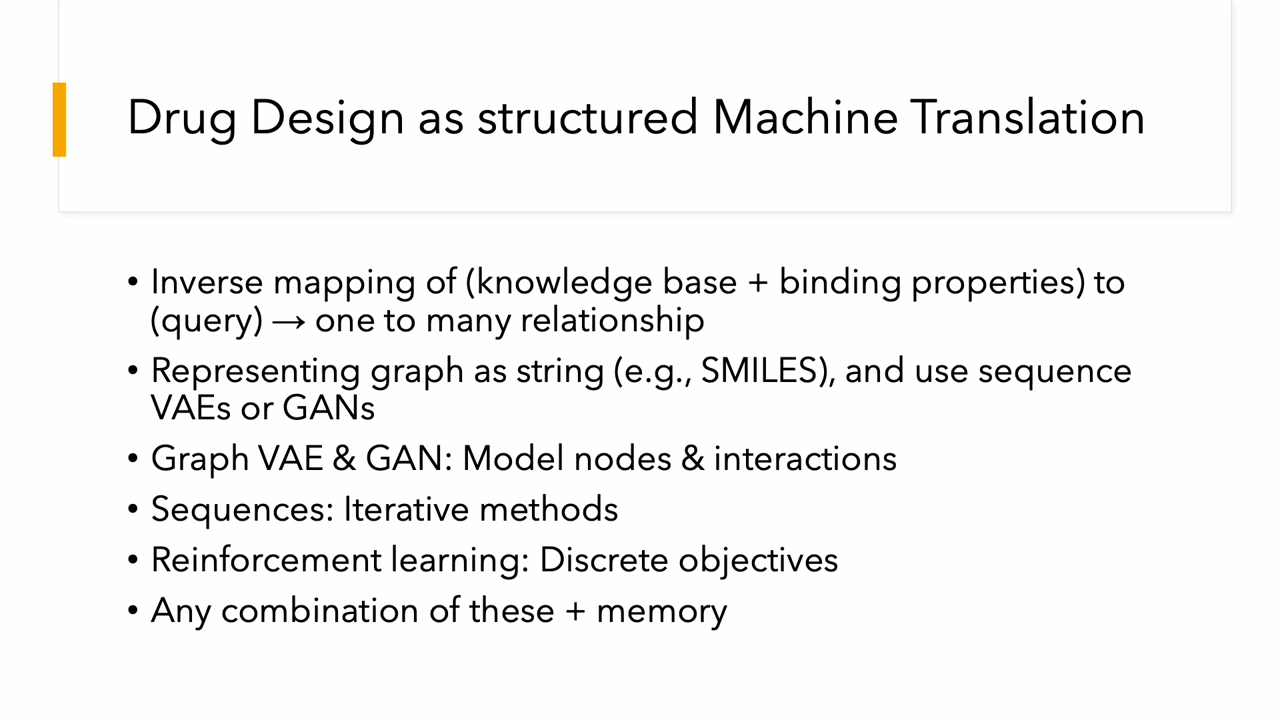 Drug Design as structured Machine Translation
• Inverse mapping of (knowledge base + binding properties) to
(query) → one to many relationship
• Representing graph as string (e.g., SMILES), and use sequence
VAEs or GANs
• Graph VAE & GAN: Model nodes & interactions
• Sequences: Iterative methods
• Reinforcement learning: Discrete objectives
• Any combination of these + memory